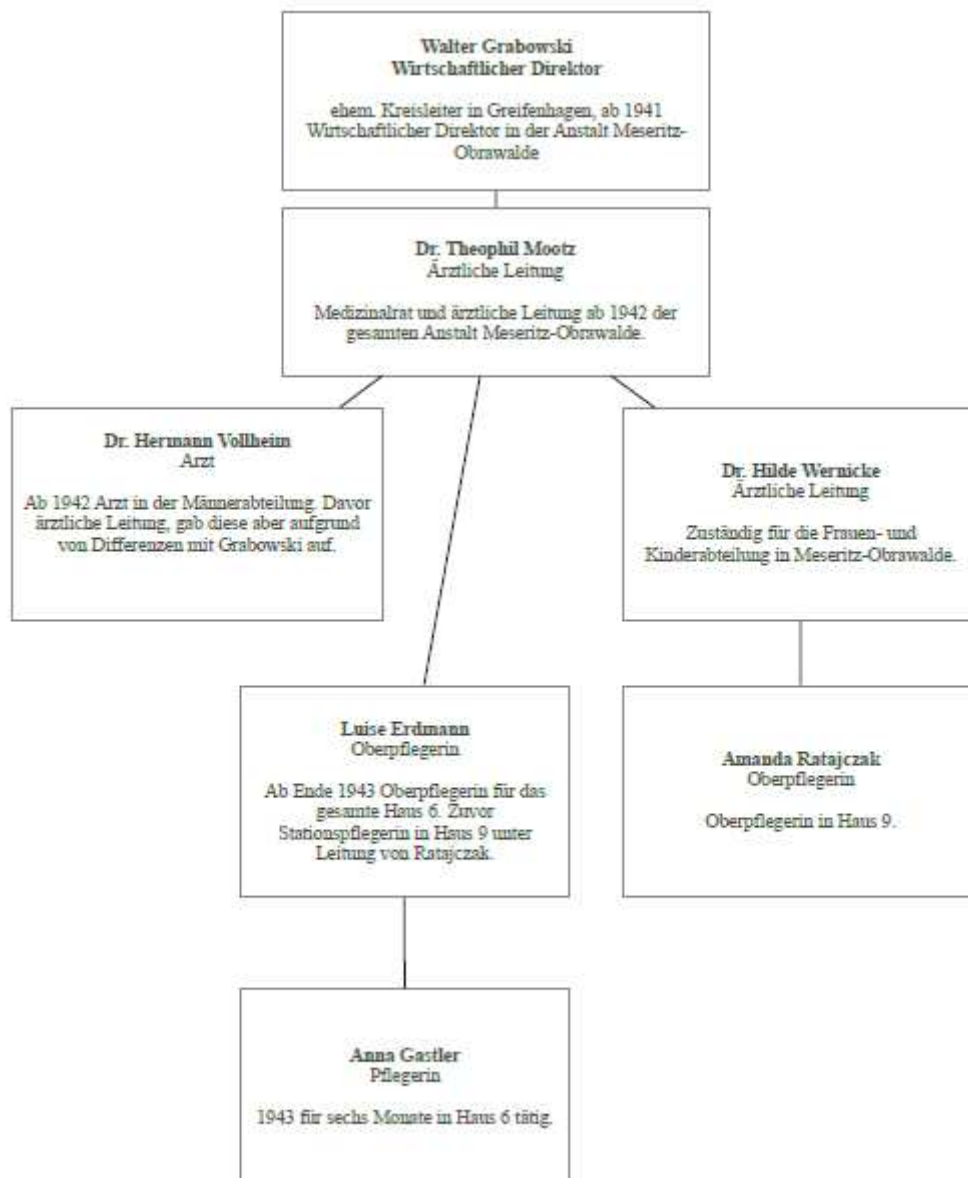 Walter Grabowski
Wirtschaftlicher Direktor
ehem. Kreisleiter in Greifenhagen, ab 1941
Wirtschaftlicher Direktor in der Anstalt Meseritz-
Obrawalde
Dr. Theophil Mootz
Ärztliche Leitung
Medizinalrat und ärztliche Leitung ab 1942 der
gesamten Anstalt Meseritz-Obrawalde.
Dr. Hermann Vollheim
Arzt
Ab 1942 Arzt in der Männerabteilung. Davor
ärztliche Leitung, gab diese aber aufgrund
von Differenzen mit Grabowski auf.
Dr. Hilde Wernicke
Ärztliche Leitung
Zuständig für die Frauen- und
Kinderabteilung in Meseritz-Obrawalde.
Luise Erdmann
Oberpflegerin
Ab Ende 1943 Oberpflegerin für das
gesamte Haus 6. Zuvor
Stationspflegerin in Haus 9 unter
Leitung von Ratajczak.
Amanda Ratajczak
Oberpflegerin
Oberpflegerin in Haus 9.
Anna Gastler
Pflegerin
1943 für sechs Monate in Haus 6 tätig.